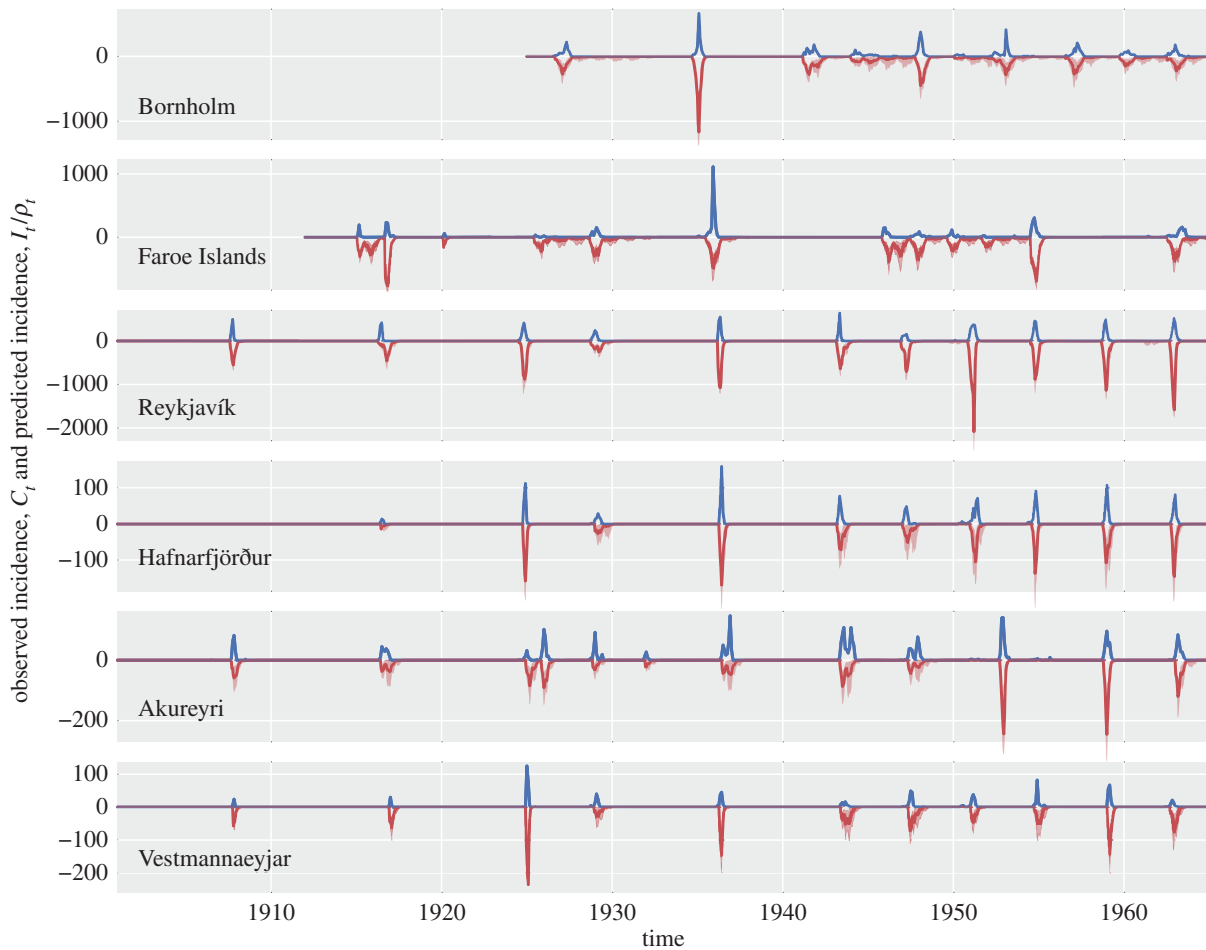 observed incidence, C_t and predicted incidence, I_t/ρ_t
0
−1000
Bornholm
1000
0
Faroe Islands
0
−1000
−2000
Reykjavík
100
0
−100
Hafnarfjörður
0
−200
Akureyri
100
0
−100
−200
Vestmannaeyjar
1910 1920 1930 1940 1950 1960
time